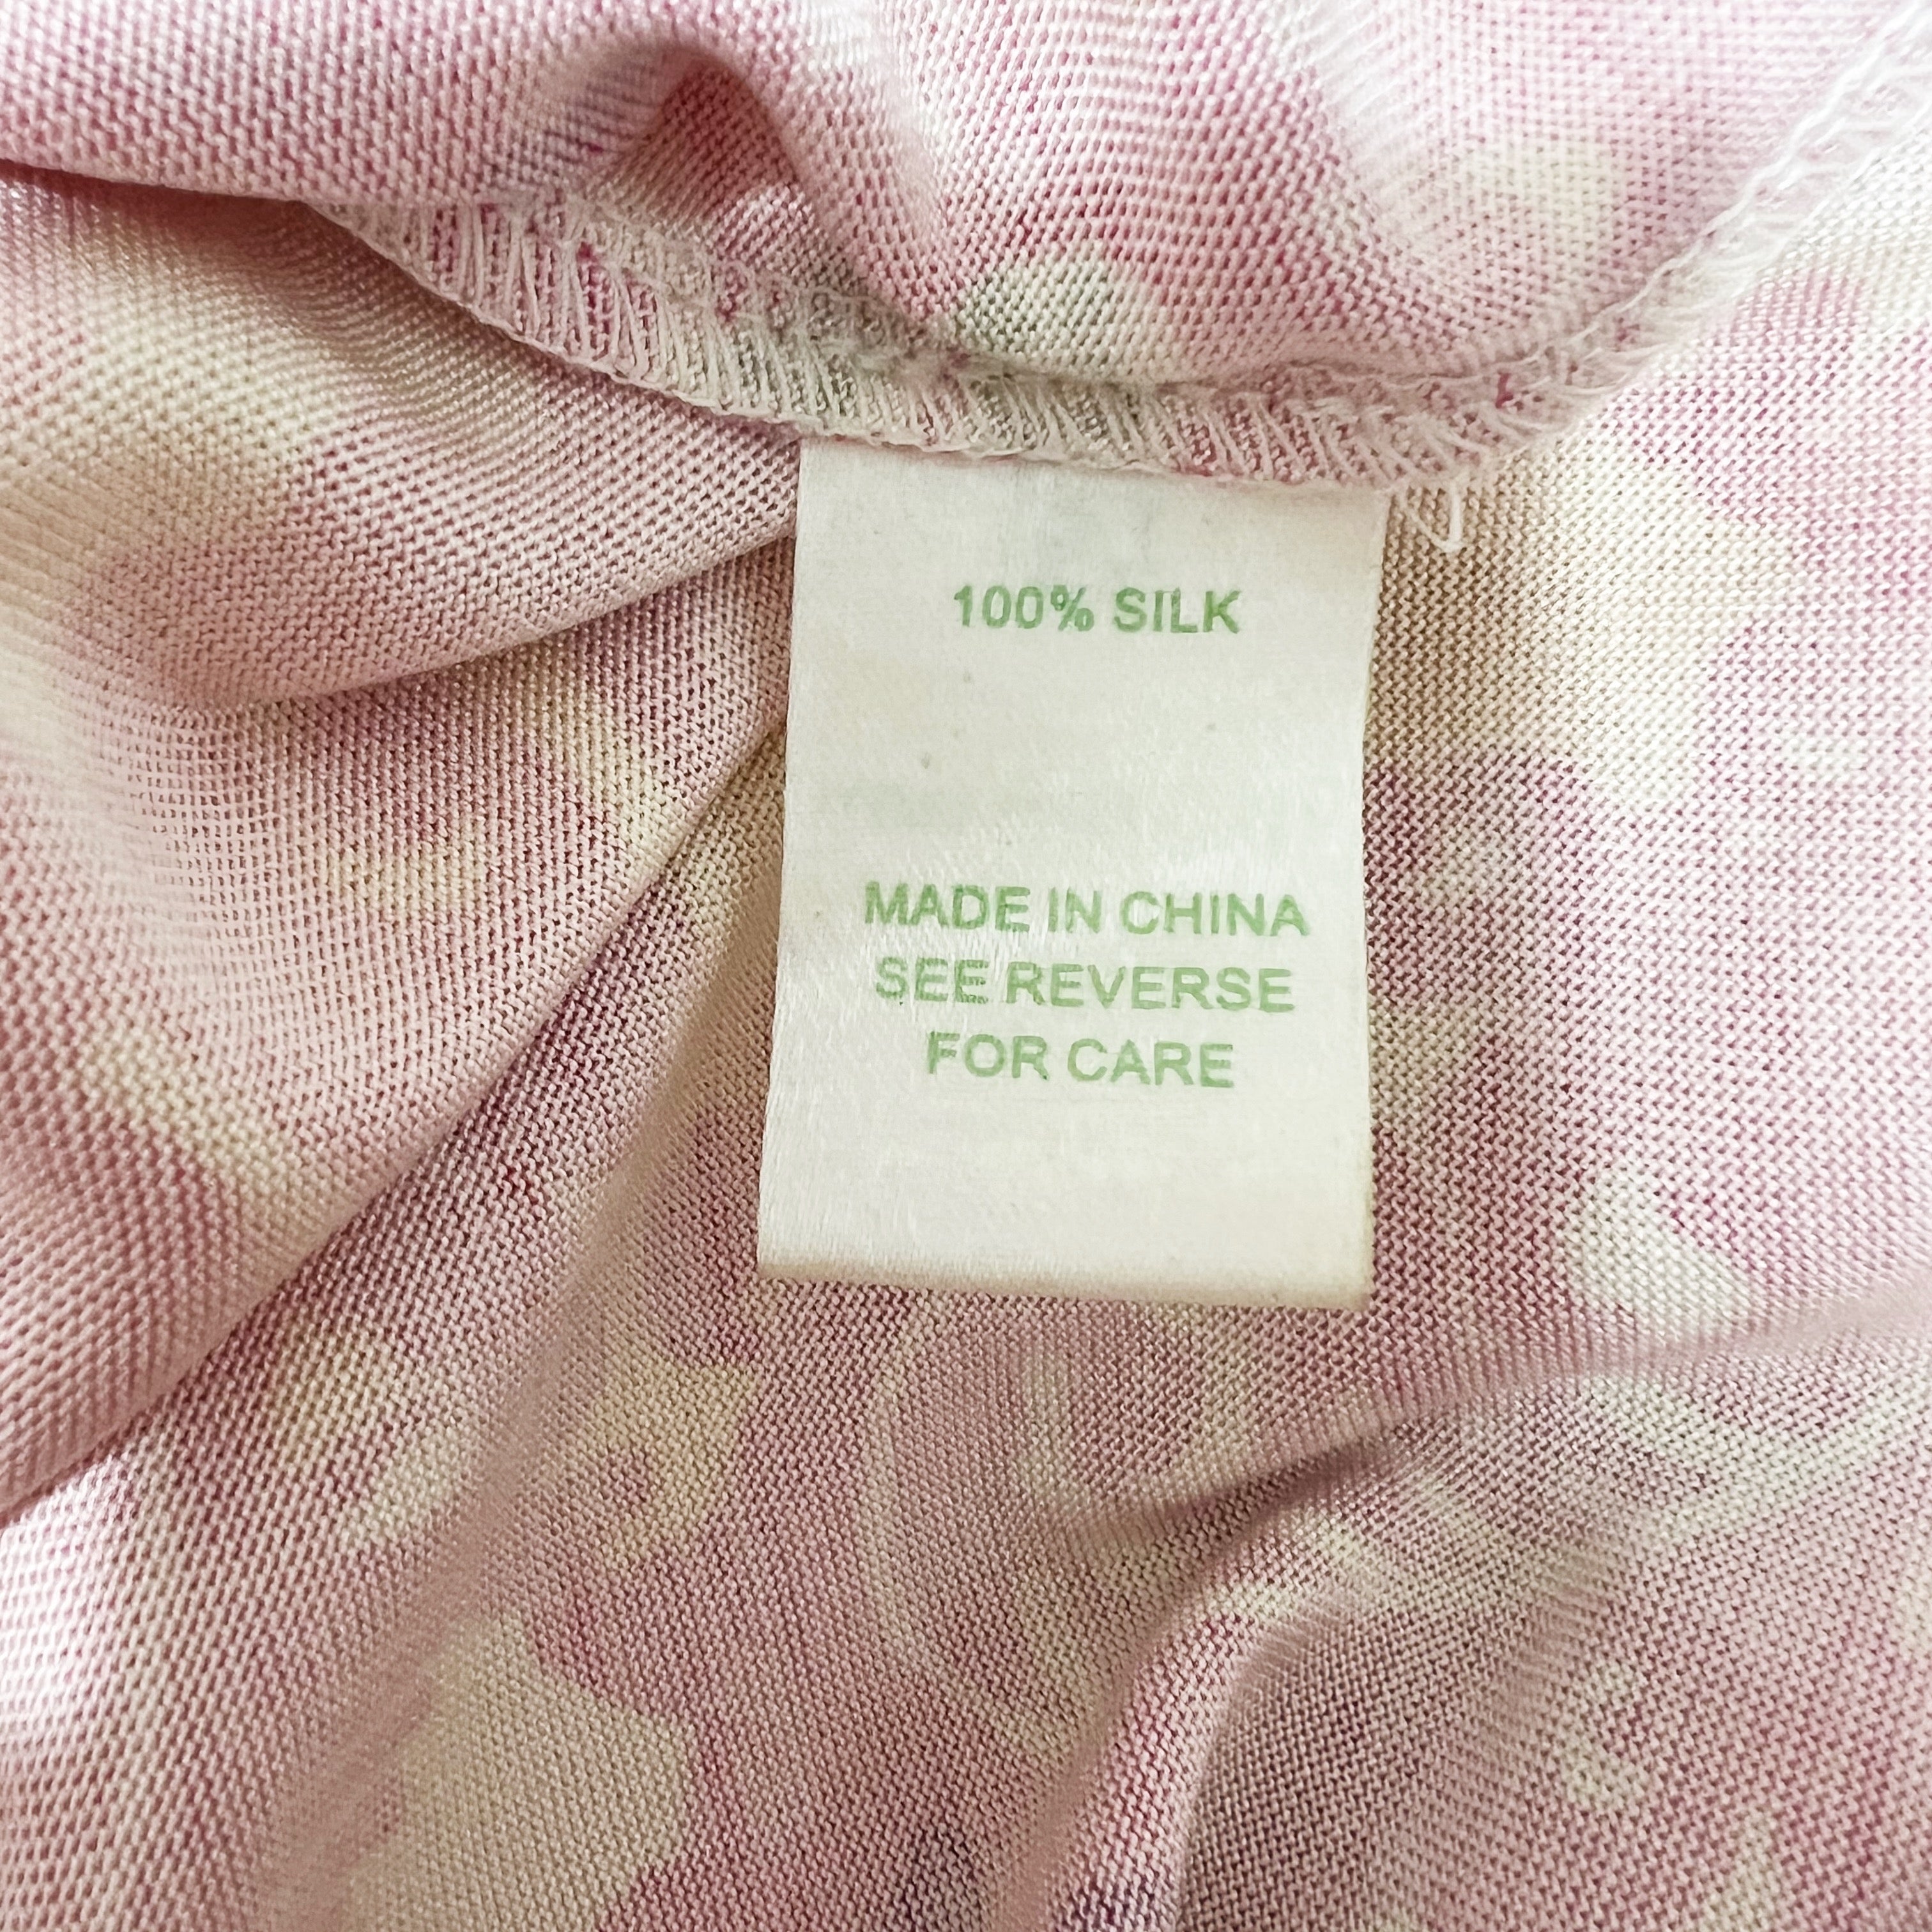 100% SILK
MADE IN CHINA
SEE REVERSE
FOR CARE